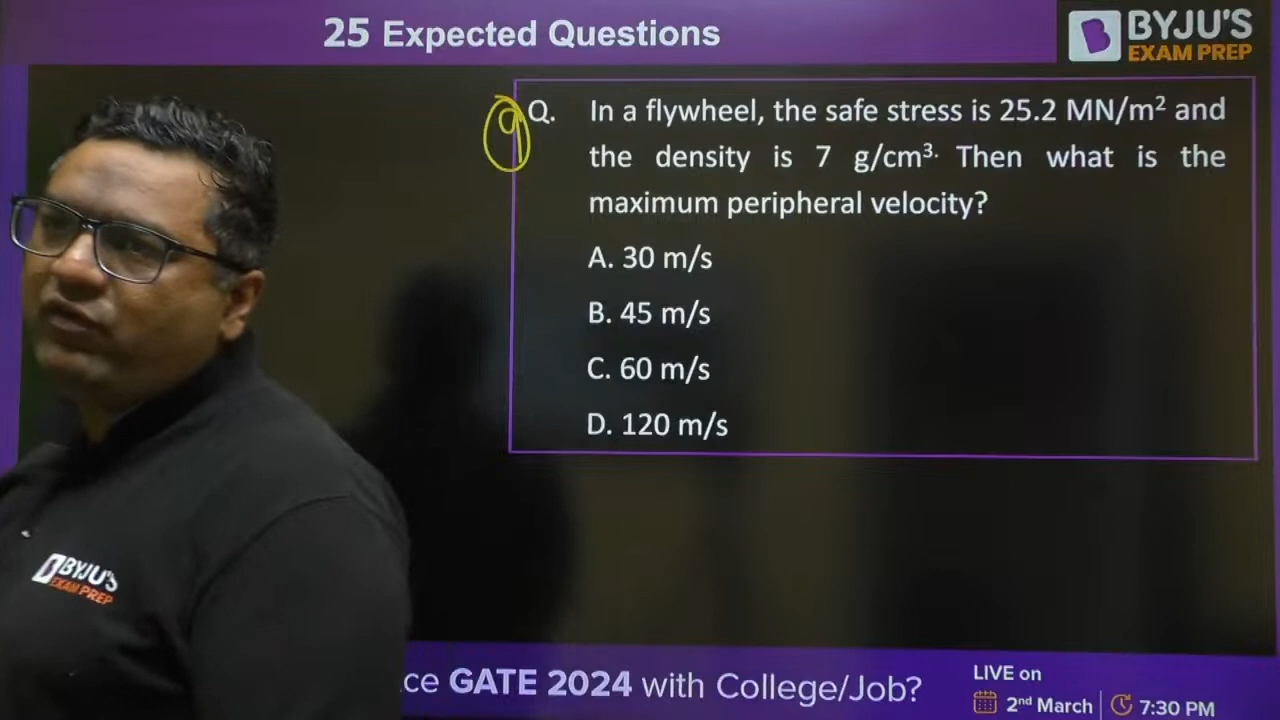 25 Expected Questions
BYJU'S
EXAM PREP
9
Q. In a flywheel, the safe stress is 25.2 MN/m² and
the density is 7 g/cm³. Then what is the
maximum peripheral velocity?
A. 30 m/s
B. 45 m/s
C. 60 m/s
D. 120 m/s
BYJU'S
EXAM PREP
ce GATE 2024 with College/Job?
LIVE on
2nd March 7:30 PM